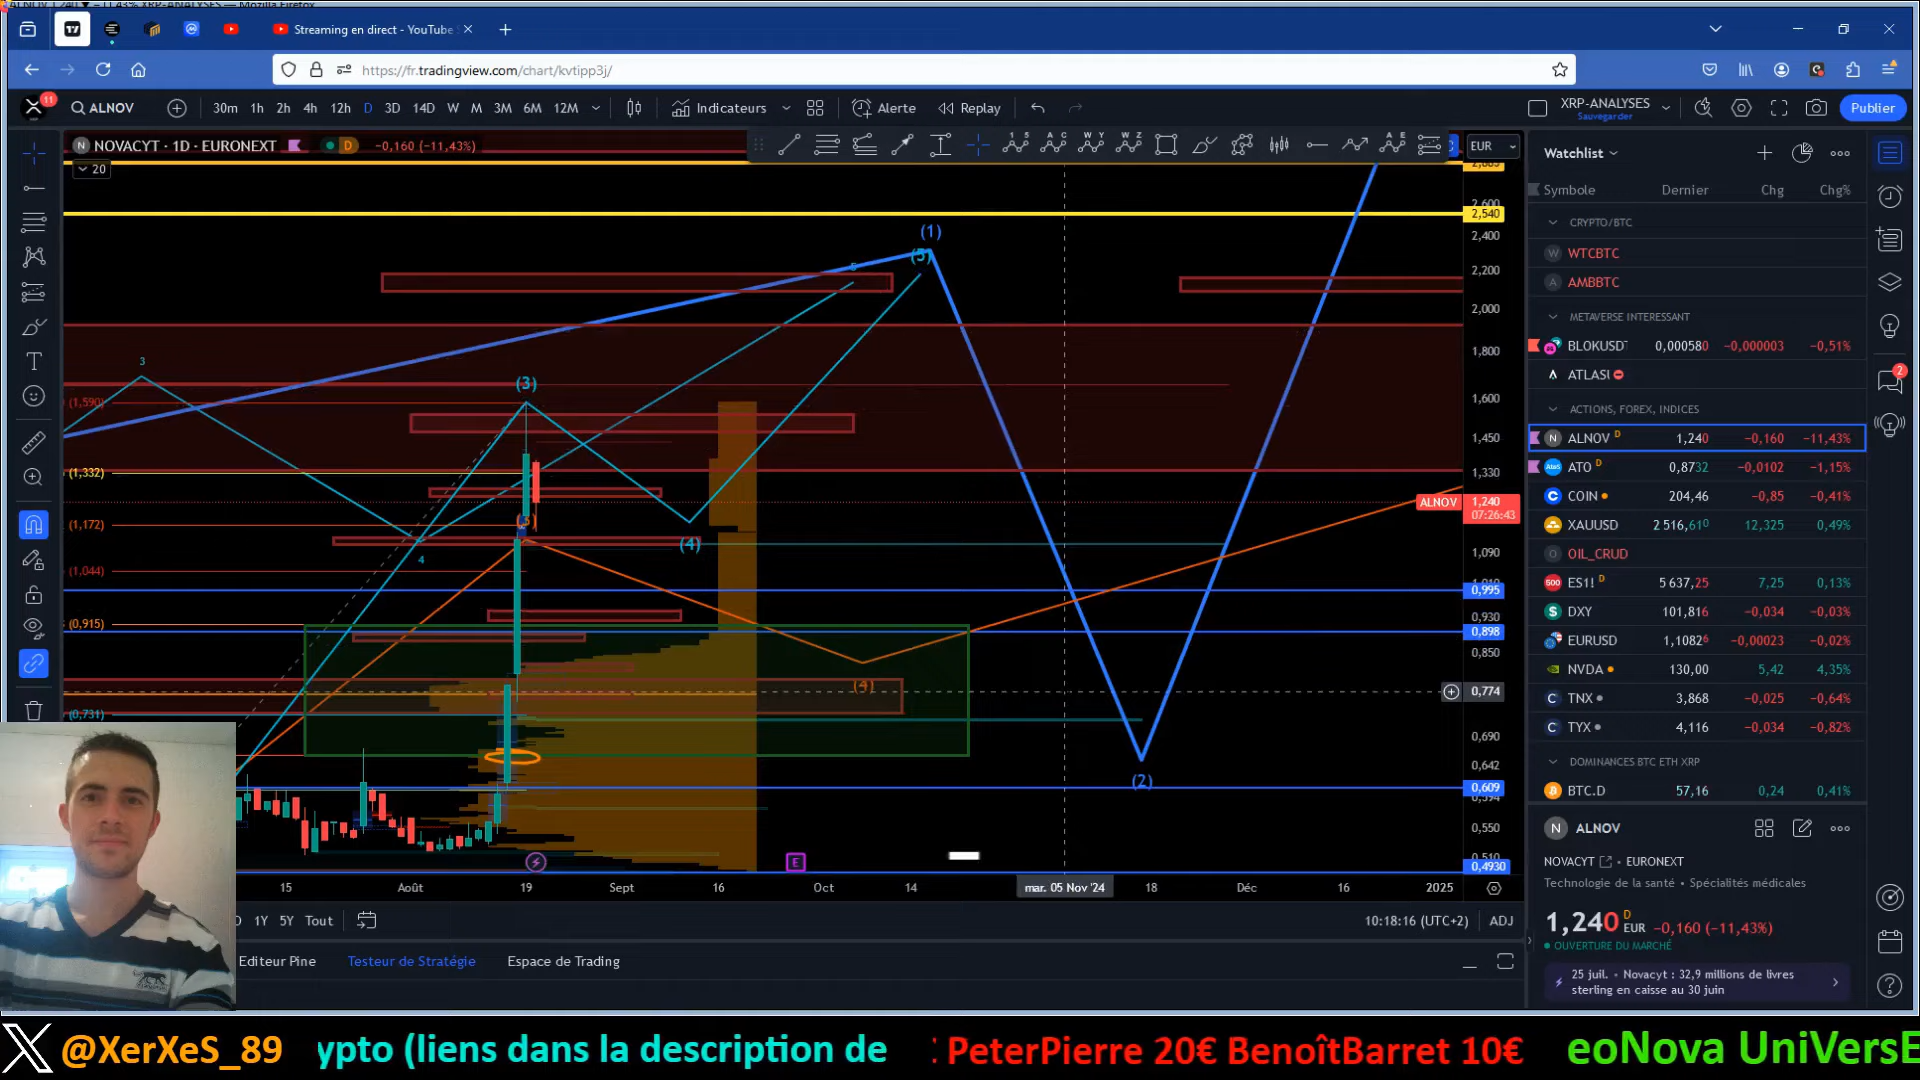 Streaming en direct - YouTube
https://fr.tradingview.com/chart/kvtipp3j/
11
ALNOV
30m 1h 2h 4h 12h D 3D 14D W M 3M 6M 12M
Indicateurs
Alerte
Replay
XRP-ANALYSES
Sauvegarder
Publier
NOVACYT · 1D · EURONEXT
D
−0,160 (−11,43%)
20
EUR
Watchlist
Symbole Dernier Chg Chg%
CRYPTO/BTC
WTCBTC
AMBBTC
METAVERSE INTERESSANT
BLOKUSDT 0,000580 −0,000003 −0,51%
ATLAS
ACTIONS, FOREX, INDICES
ALNOV D 1,240 −0,160 −11,43%
ATO D 0,8732 −0,0102 −1,15%
COIN 204,46 −0,85 −0,41%
XAUUSD 2 516,610 12,325 0,49%
OIL_CRUD
ES1! D 5 637,25 7,25 0,13%
DXY 101,816 −0,034 −0,03%
EURUSD 1,10826 −0,00023 −0,02%
NVDA 130,00 5,42 4,35%
TNX 3,868 −0,025 −0,64%
TYX 4,116 −0,034 −0,82%
DOMINANCES BTC ETH XRP
BTC.D 57,16 0,24 0,41%
ALNOV
NOVACYT · EURONEXT
Technologie de la santé · Spécialités médicales
1,240 D EUR −0,160 (−11,43%)
OUVERTURE DU MARCHÉ
25 juil. · Novacyt : 32,9 millions de livres
sterling en caisse au 30 juin
2,600
2,540
2,400
2,200
2,000
1,800
1,600
1,450
1,330
ALNOV 1,240
07:26:43
1,090
0,995
0,930
0,898
0,850
0,774
0,690
0,642
0,609
0,550
0,4930
(1)
(5)
5
3
(3)
(1,590)
(1,332)
(1,172)
(3)
(4)
4
(1,044)
(0,915)
(4)
(0,731)
(2)
E
15 Août 19 Sept 16 Oct 14 mar. 05 Nov '24 18 Déc 16 2025
1Y 5Y Tout
10:18:16 (UTC+2) ADJ
Editeur Pine Testeur de Stratégie Espace de Trading
@XerXeS_89
ypto (liens dans la description de
PeterPierre 20€ BenoîtBarret 10€
eoNova UniVersE